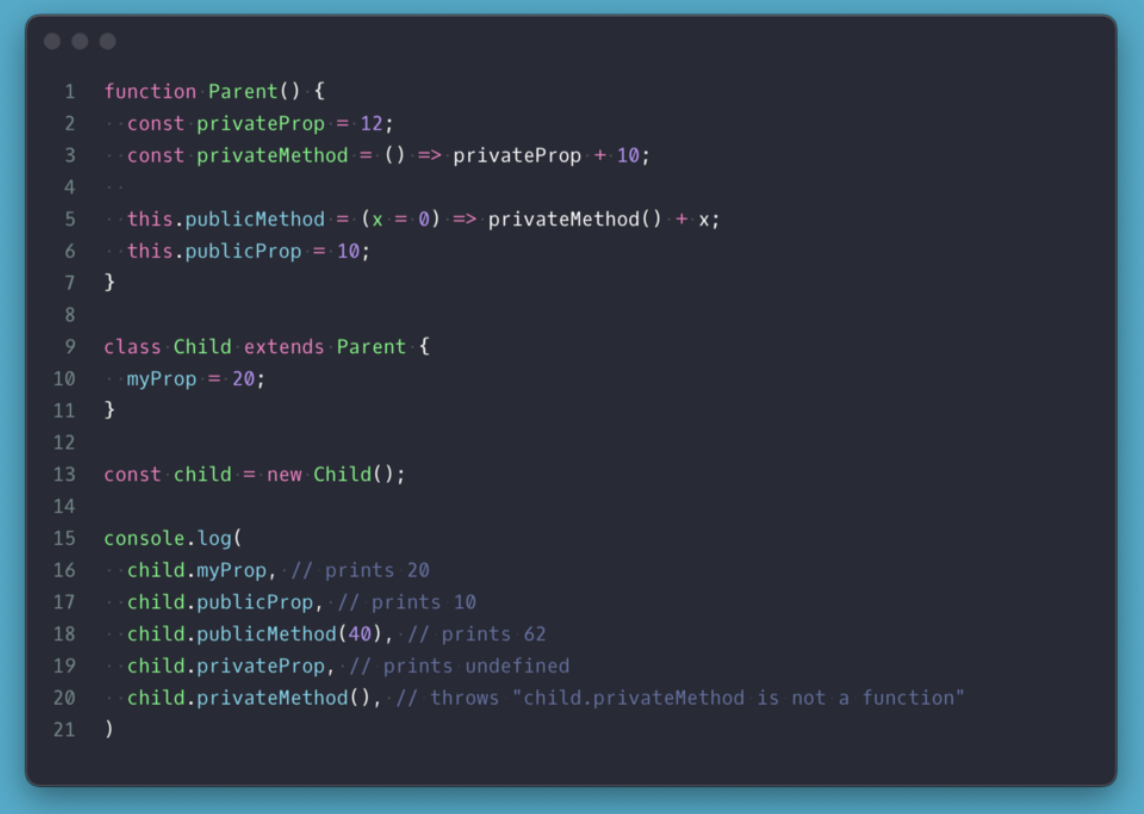 1 function Parent() {
2   const privateProp = 12;
3   const privateMethod = () => privateProp + 10;
4
5   this.publicMethod = (x = 0) => privateMethod() + x;
6   this.publicProp = 10;
7 }
8
9 class Child extends Parent {
10   myProp = 20;
11 }
12
13 const child = new Child();
14
15 console.log(
16   child.myProp, // prints 20
17   child.publicProp, // prints 10
18   child.publicMethod(40), // prints 62
19   child.privateProp, // prints undefined
20   child.privateMethod(), // throws "child.privateMethod is not a function"
21 )